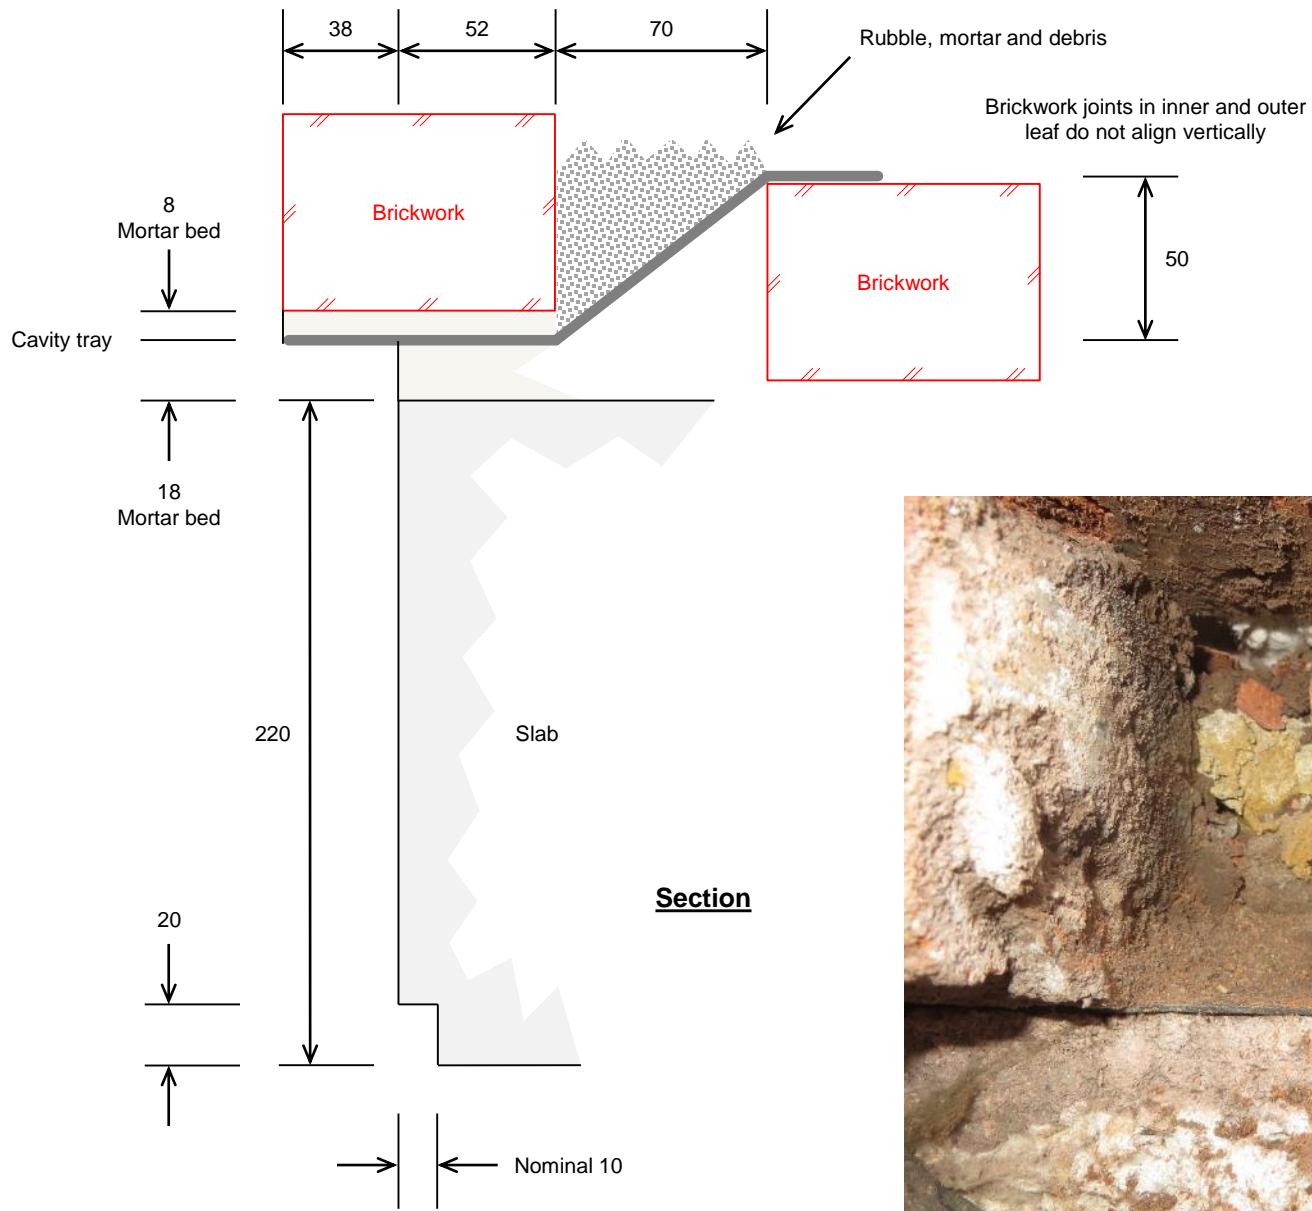 38
52
70
Rubble, mortar and debris
Brickwork joints in inner and outer
leaf do not align vertically
8
Mortar bed
Brickwork
Brickwork
50
Cavity tray
18
Mortar bed
220
Slab
Section
20
Nominal 10